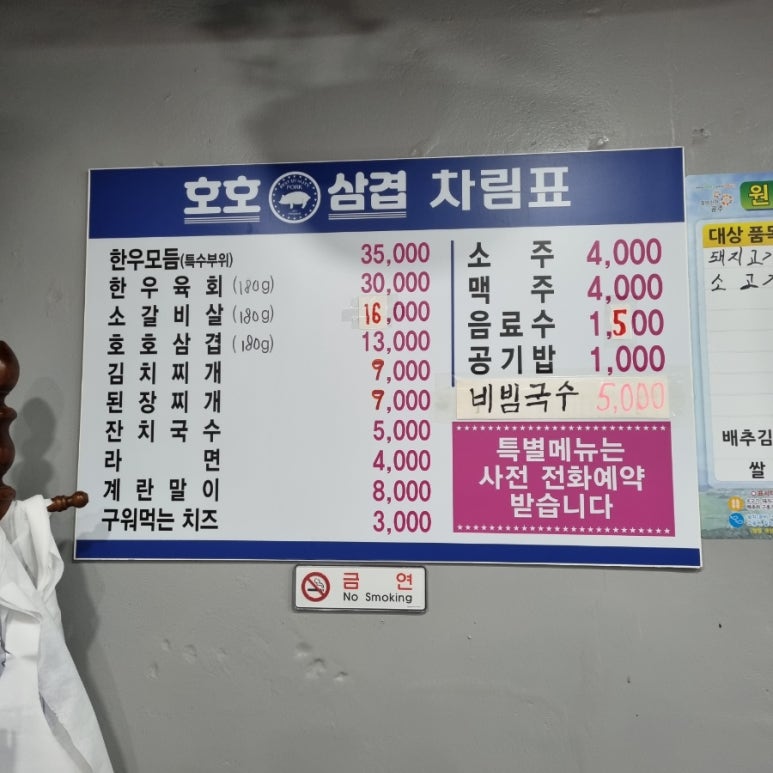 호호 삼겹 차림표
PORK
한우모듬(특수부위) 35,000
한우육회 (180g) 30,000
소갈비살 (180g) 16,000
호호삼겹 (180g) 13,000
김치찌개 9,000
된장찌개 9,000
잔치국수 5,000
라면 4,000
계란말이 8,000
구워먹는 치즈 3,000
소주 4,000
맥주 4,000
음료수 1,500
공기밥 1,000
비빔국수 5,000
특별메뉴는
사전 전화예약
받습니다
금연
No Smoking
원
대상 품목
돼지고기
소고기
배추김
쌀